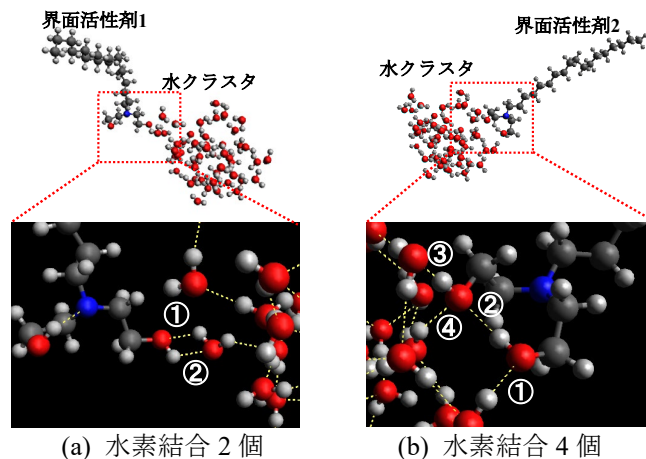 界面活性剤1
界面活性剤2
水クラスタ
水クラスタ
①
②
③
②
④
①
(a) 水素結合 2 個
(b) 水素結合 4 個